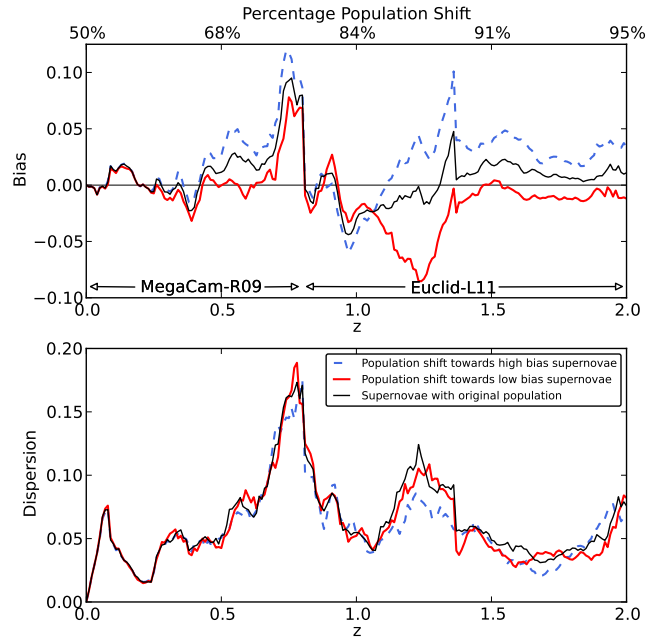 Percentage Population Shift
50% 68% 84% 91% 95%
0.10
0.05
0.00
−0.05
−0.10
Bias
MegaCam-R09 Euclid-L11
0.0 0.5 1.0 1.5 2.0
z
0.20
0.15
0.10
0.05
0.00
Dispersion
Population shift towards high bias supernovae
Population shift towards low bias supernovae
Supernovae with original population
0.0 0.5 1.0 1.5 2.0
z